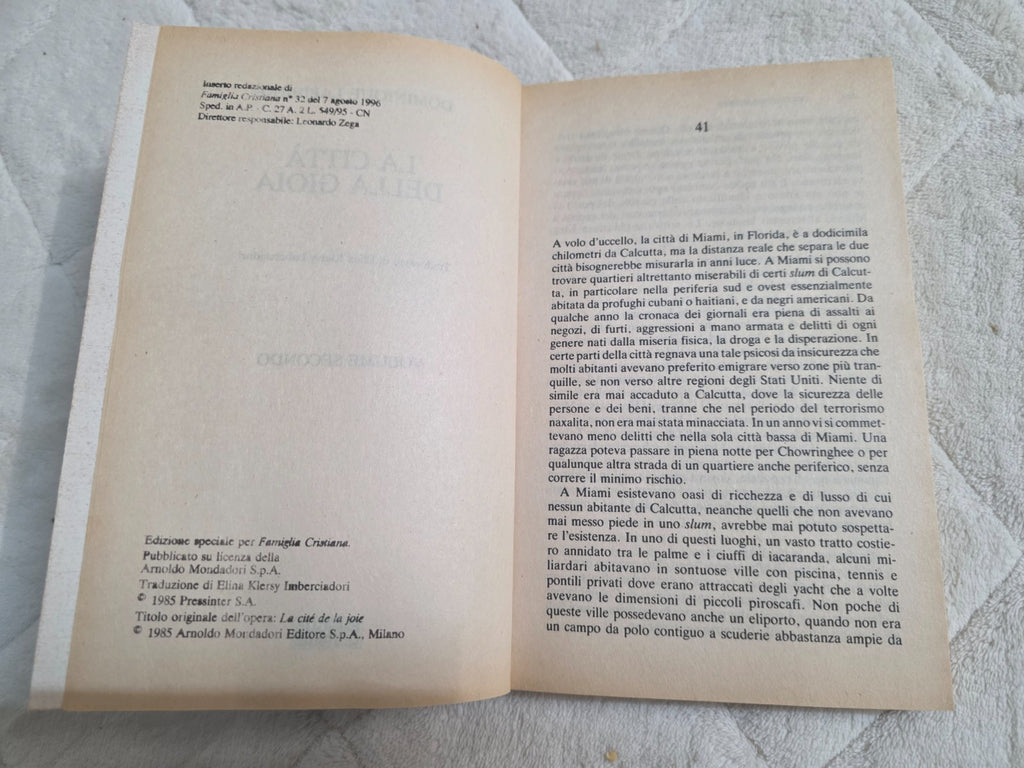 Inserto redazionale di
Famiglia Cristiana n° 32 del 7 agosto 1996
Sped. in A.P - C. 27 A. 2 L. 549/95 - CN
Direttore responsabile: Leonardo Zega
LA CITTÀ
DELLA GIOIA
VOLUME SECONDO
Edizione speciale per Famiglia Cristiana.
Pubblicato su licenza della
Arnoldo Mondadori S.p.A.
Traduzione di Elina Klersy Imberciadori
© 1985 Pressinter S.A.
Titolo originale dell'opera: La cité de la joie
© 1985 Arnoldo Mondadori Editore S.p.A., Milano
41
A volo d'uccello, la città di Miami, in Florida, è a dodicimila
chilometri da Calcutta, ma la distanza reale che separa le due
città bisognerebbe misurarla in anni luce. A Miami si possono
trovare quartieri altrettanto miserabili di certi slum di Calcut-
ta, in particolare nella periferia sud e ovest essenzialmente
abitata da profughi cubani o haitiani, e da negri americani. Da
qualche anno la cronaca dei giornali era piena di assalti ai
negozi, di furti, aggressioni a mano armata e delitti di ogni
genere nati dalla miseria fisica, la droga e la disperazione. In
certe parti della città regnava una tale psicosi da insicurezza che
molti abitanti avevano preferito emigrare verso zone più tran-
quille, se non verso altre regioni degli Stati Uniti. Niente di
simile era mai accaduto a Calcutta, dove la sicurezza delle
persone e dei beni, tranne che nel periodo del terrorismo
naxalita, non era mai stata minacciata. In un anno vi si commet-
tevano meno delitti che nella sola città bassa di Miami. Una
ragazza poteva passare in piena notte per Chowringhee o per
qualunque altra strada di un quartiere anche periferico, senza
correre il minimo rischio.
A Miami esistevano oasi di ricchezza e di lusso di cui
nessun abitante di Calcutta, neanche quelli che non avevano
mai messo piede in uno slum, avrebbe mai potuto sospetta-
re l'esistenza. In uno di questi luoghi, un vasto tratto costie-
ro annidato tra le palme e i ciuffi di iacaranda, alcuni mi-
liardari abitavano in sontuose ville con piscina, tennis e
pontili privati dove erano attraccati degli yacht che a volte
avevano le dimensioni di piccoli piroscafi. Non poche di
queste ville possedevano anche un eliporto, quando non era
un campo da polo contiguo a scuderie abbastanza ampie da